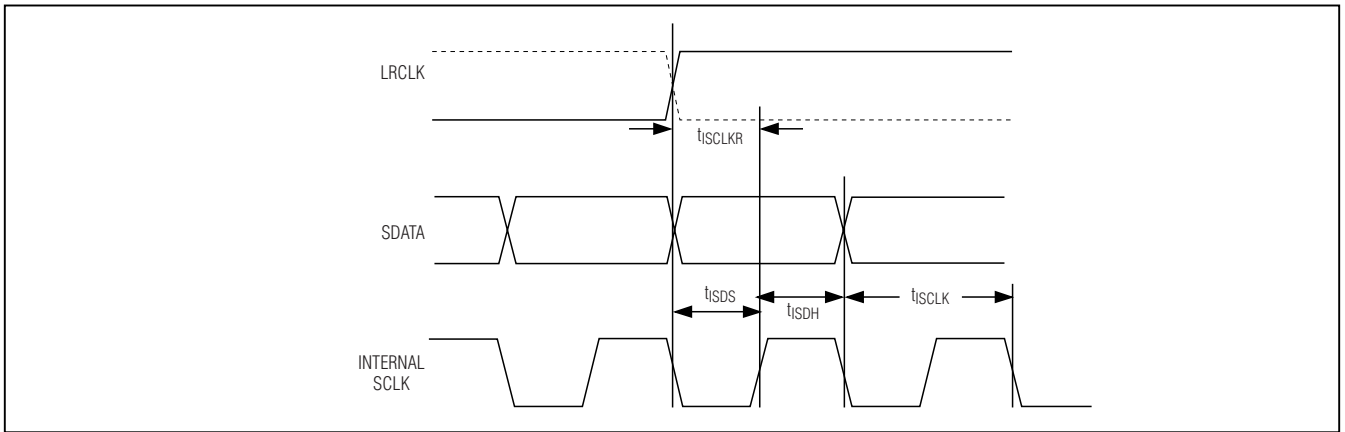 LRCLK
tISCLKR
SDATA
tISDS
tISDH
tISCLK
INTERNAL
SCLK